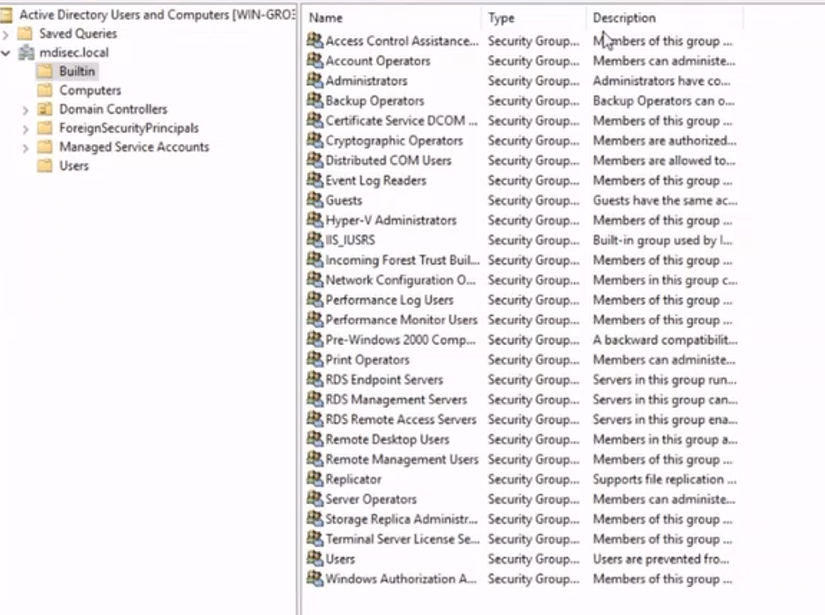 Active Directory Users and Computers [WIN-GRO3
Saved Queries
mdisec.local
Builtin
Computers
Domain Controllers
ForeignSecurityPrincipals
Managed Service Accounts
Users
Name Type Description
Access Control Assistance... Security Group... Members of this group ...
Account Operators Security Group... Members can administe...
Administrators Security Group... Administrators have co...
Backup Operators Security Group... Backup Operators can o...
Certificate Service DCOM ... Security Group... Members of this group ...
Cryptographic Operators Security Group... Members are authorized...
Distributed COM Users Security Group... Members are allowed to...
Event Log Readers Security Group... Members of this group ...
Guests Security Group... Guests have the same ac...
Hyper-V Administrators Security Group... Members of this group ...
IIS_IUSRS Security Group... Built-in group used by I...
Incoming Forest Trust Buil... Security Group... Members of this group ...
Network Configuration O... Security Group... Members in this group c...
Performance Log Users Security Group... Members of this group ...
Performance Monitor Users Security Group... Members of this group ...
Pre-Windows 2000 Comp... Security Group... A backward compatibilit...
Print Operators Security Group... Members can administe...
RDS Endpoint Servers Security Group... Servers in this group run...
RDS Management Servers Security Group... Servers in this group can...
RDS Remote Access Servers Security Group... Servers in this group ena...
Remote Desktop Users Security Group... Members in this group a...
Remote Management Users Security Group... Members of this group ...
Replicator Security Group... Supports file replication ...
Server Operators Security Group... Members can administe...
Storage Replica Administr... Security Group... Members of this group ...
Terminal Server License Se... Security Group... Members of this group ...
Users Security Group... Users are prevented fro...
Windows Authorization A... Security Group... Members of this group ...